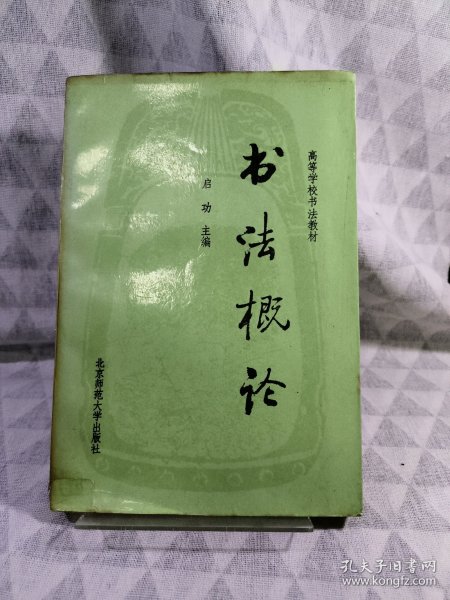 高等学校书法教材
书法概论
启功 主编
北京师范大学出版社
孔夫子旧书网
www.kongfz.com